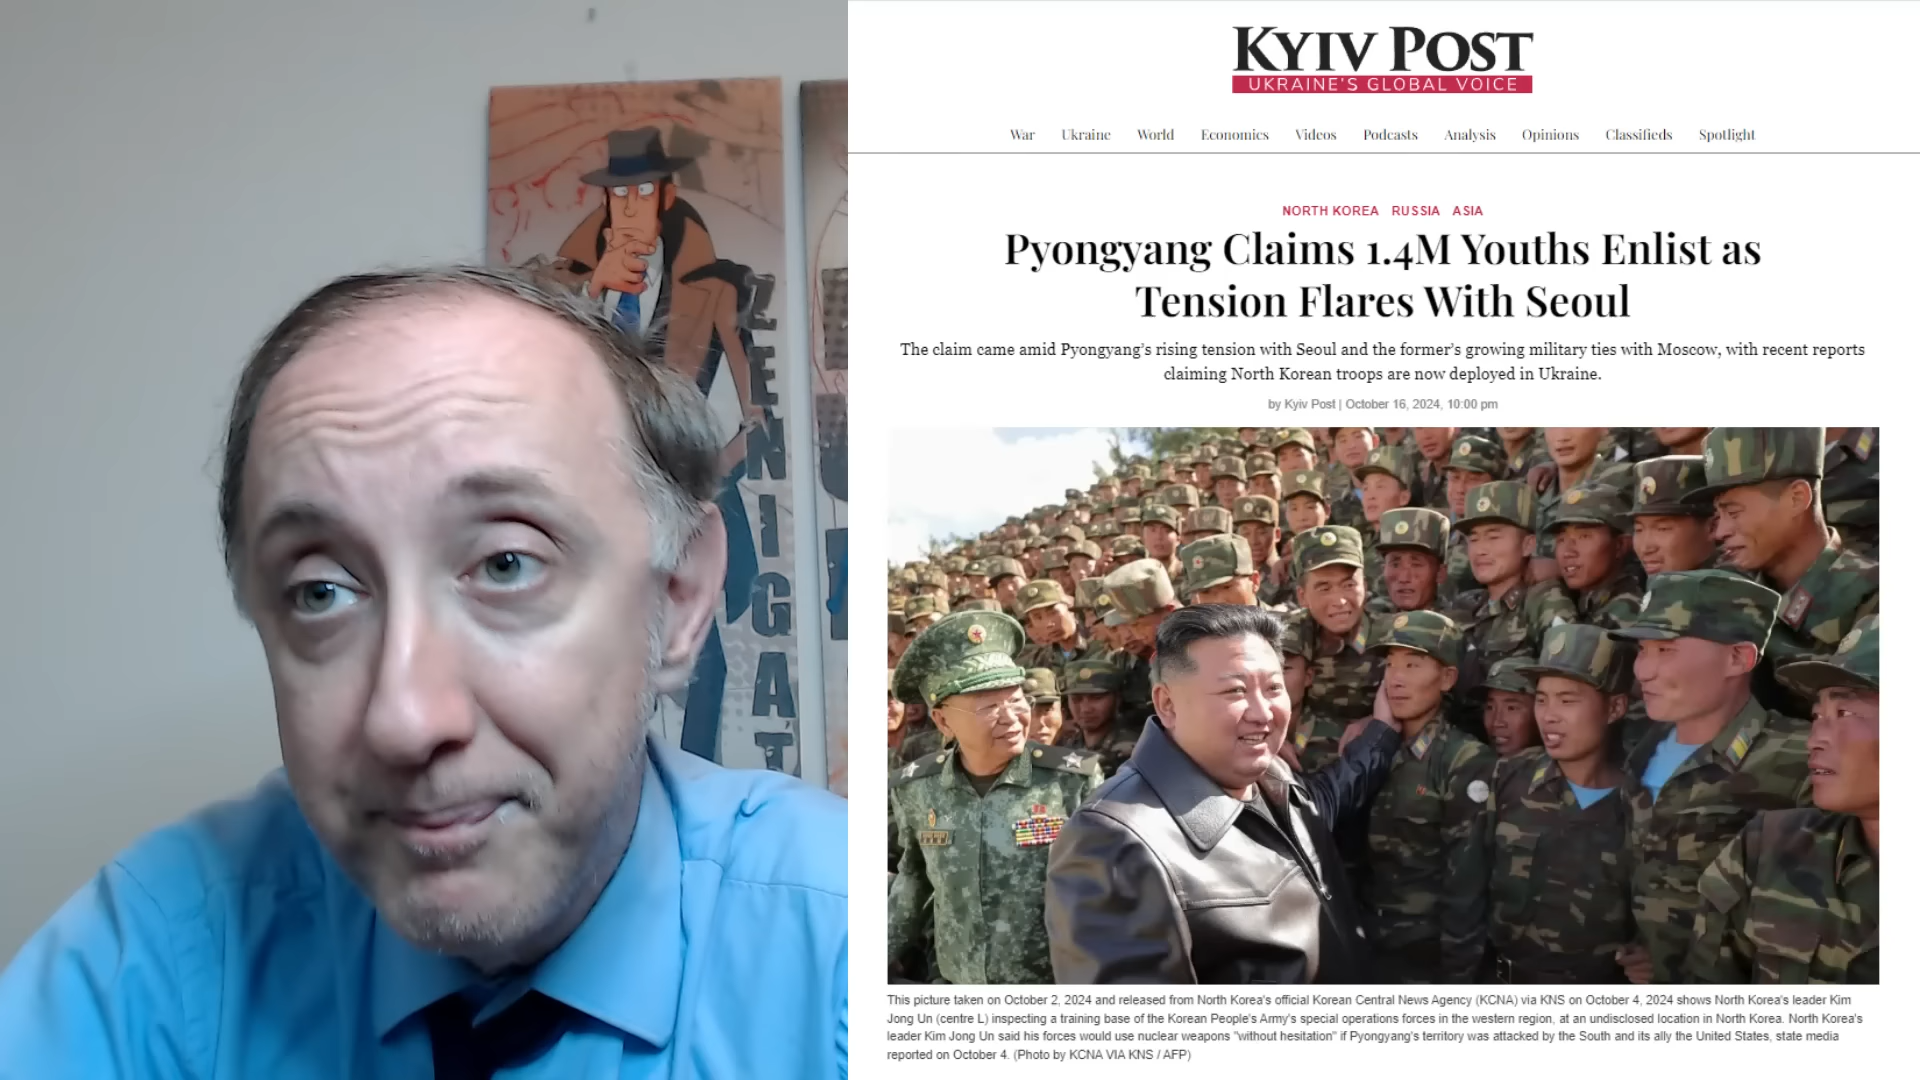 ZENIGAT
KYIV POST
UKRAINE'S GLOBAL VOICE
War Ukraine World Economics Videos Podcasts Analysis Opinions Classifieds Spotlight
NORTH KOREA RUSSIA ASIA
Pyongyang Claims 1.4M Youths Enlist as
Tension Flares With Seoul
The claim came amid Pyongyang's rising tension with Seoul and the former's growing military ties with Moscow, with recent reports
claiming North Korean troops are now deployed in Ukraine.
by Kyiv Post | October 16, 2024, 10:00 pm
This picture taken on October 2, 2024 and released from North Korea's official Korean Central News Agency (KCNA) via KNS on October 4, 2024 shows North Korea's leader Kim
Jong Un (centre L) inspecting a training base of the Korean People's Army's special operations forces in the western region, at an undisclosed location in North Korea. North Korea's
leader Kim Jong Un said his forces would use nuclear weapons "without hesitation" if Pyongyang's territory was attacked by the South and its ally the United States, state media
reported on October 4. (Photo by KCNA VIA KNS / AFP)